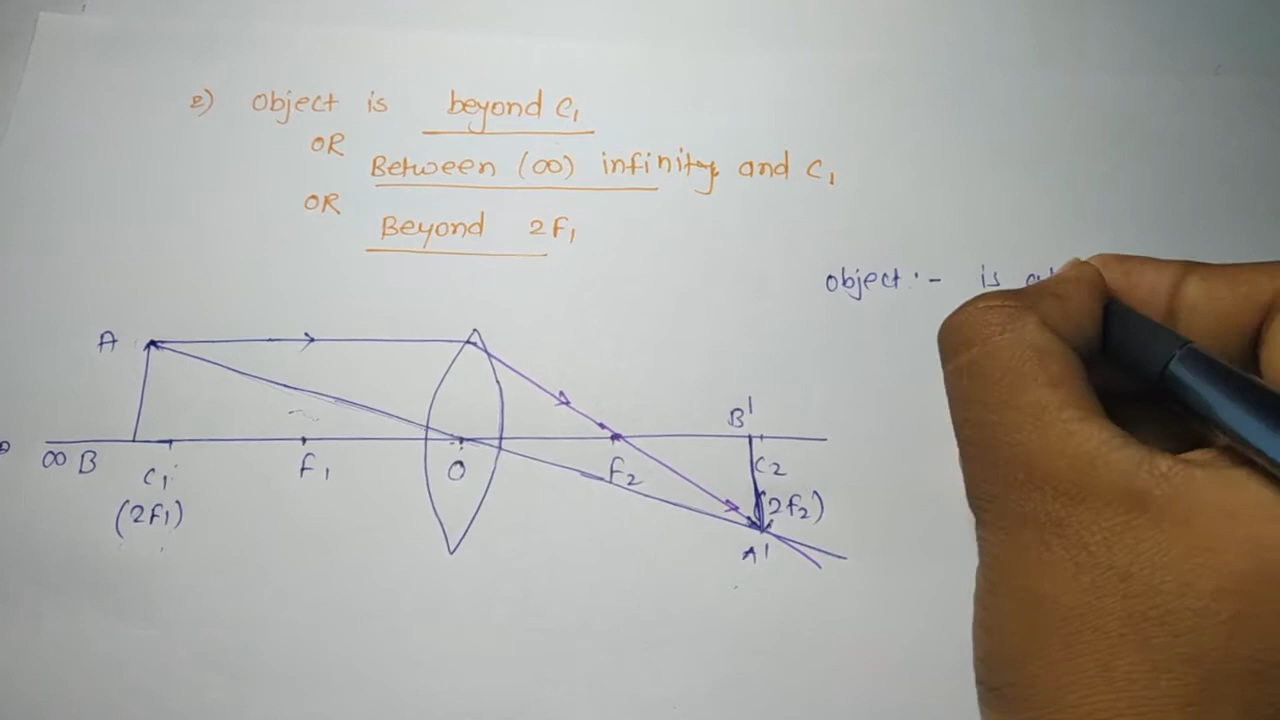 2) object is beyond C₁
OR
Between (∞) infinity and C₁
OR
Beyond 2F₁
object :- is
A
B'
∞ B
C₁
F₁
O
F₂
C₂
(2F₁)
(2F₂)
A'